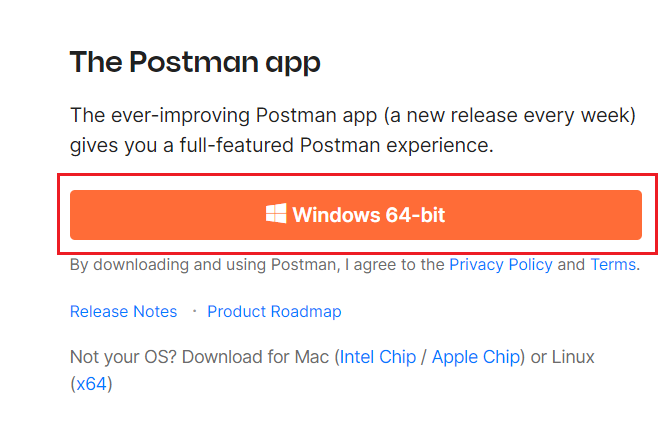 The Postman app
The ever-improving Postman app (a new release every week)
gives you a full-featured Postman experience.
Windows 64-bit
By downloading and using Postman, I agree to the Privacy Policy and Terms.
Release Notes · Product Roadmap
Not your OS? Download for Mac (Intel Chip / Apple Chip) or Linux
(x64)